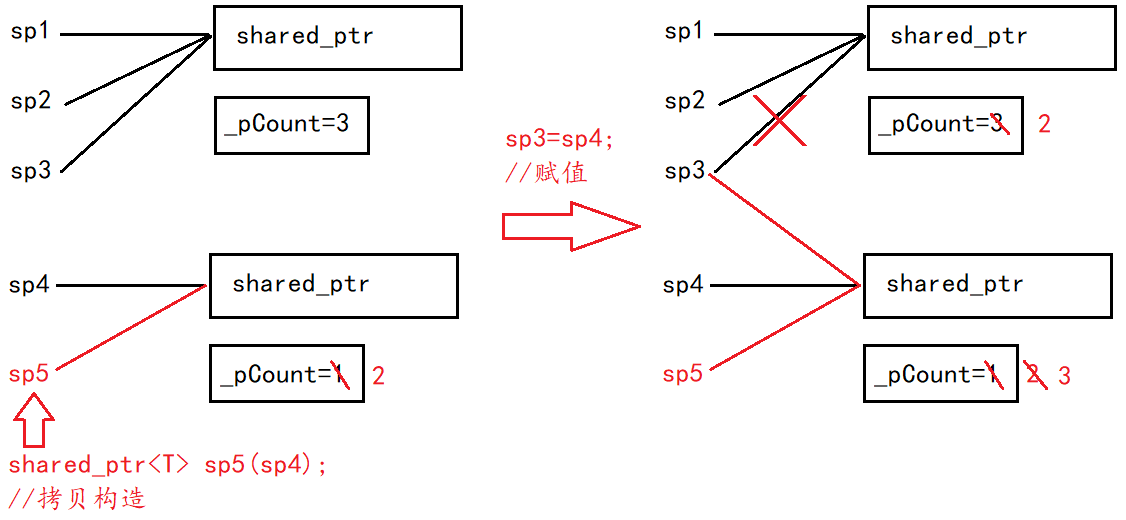 sp1
shared_ptr
sp2
_pCount=3
sp3
sp4
shared_ptr
sp5
_pCount=1
2
shared_ptr<T> sp5(sp4);
//拷贝构造
sp3=sp4;
//赋值
sp1
shared_ptr
sp2
_pCount=3
2
sp3
sp4
shared_ptr
sp5
_pCount=1
2
3